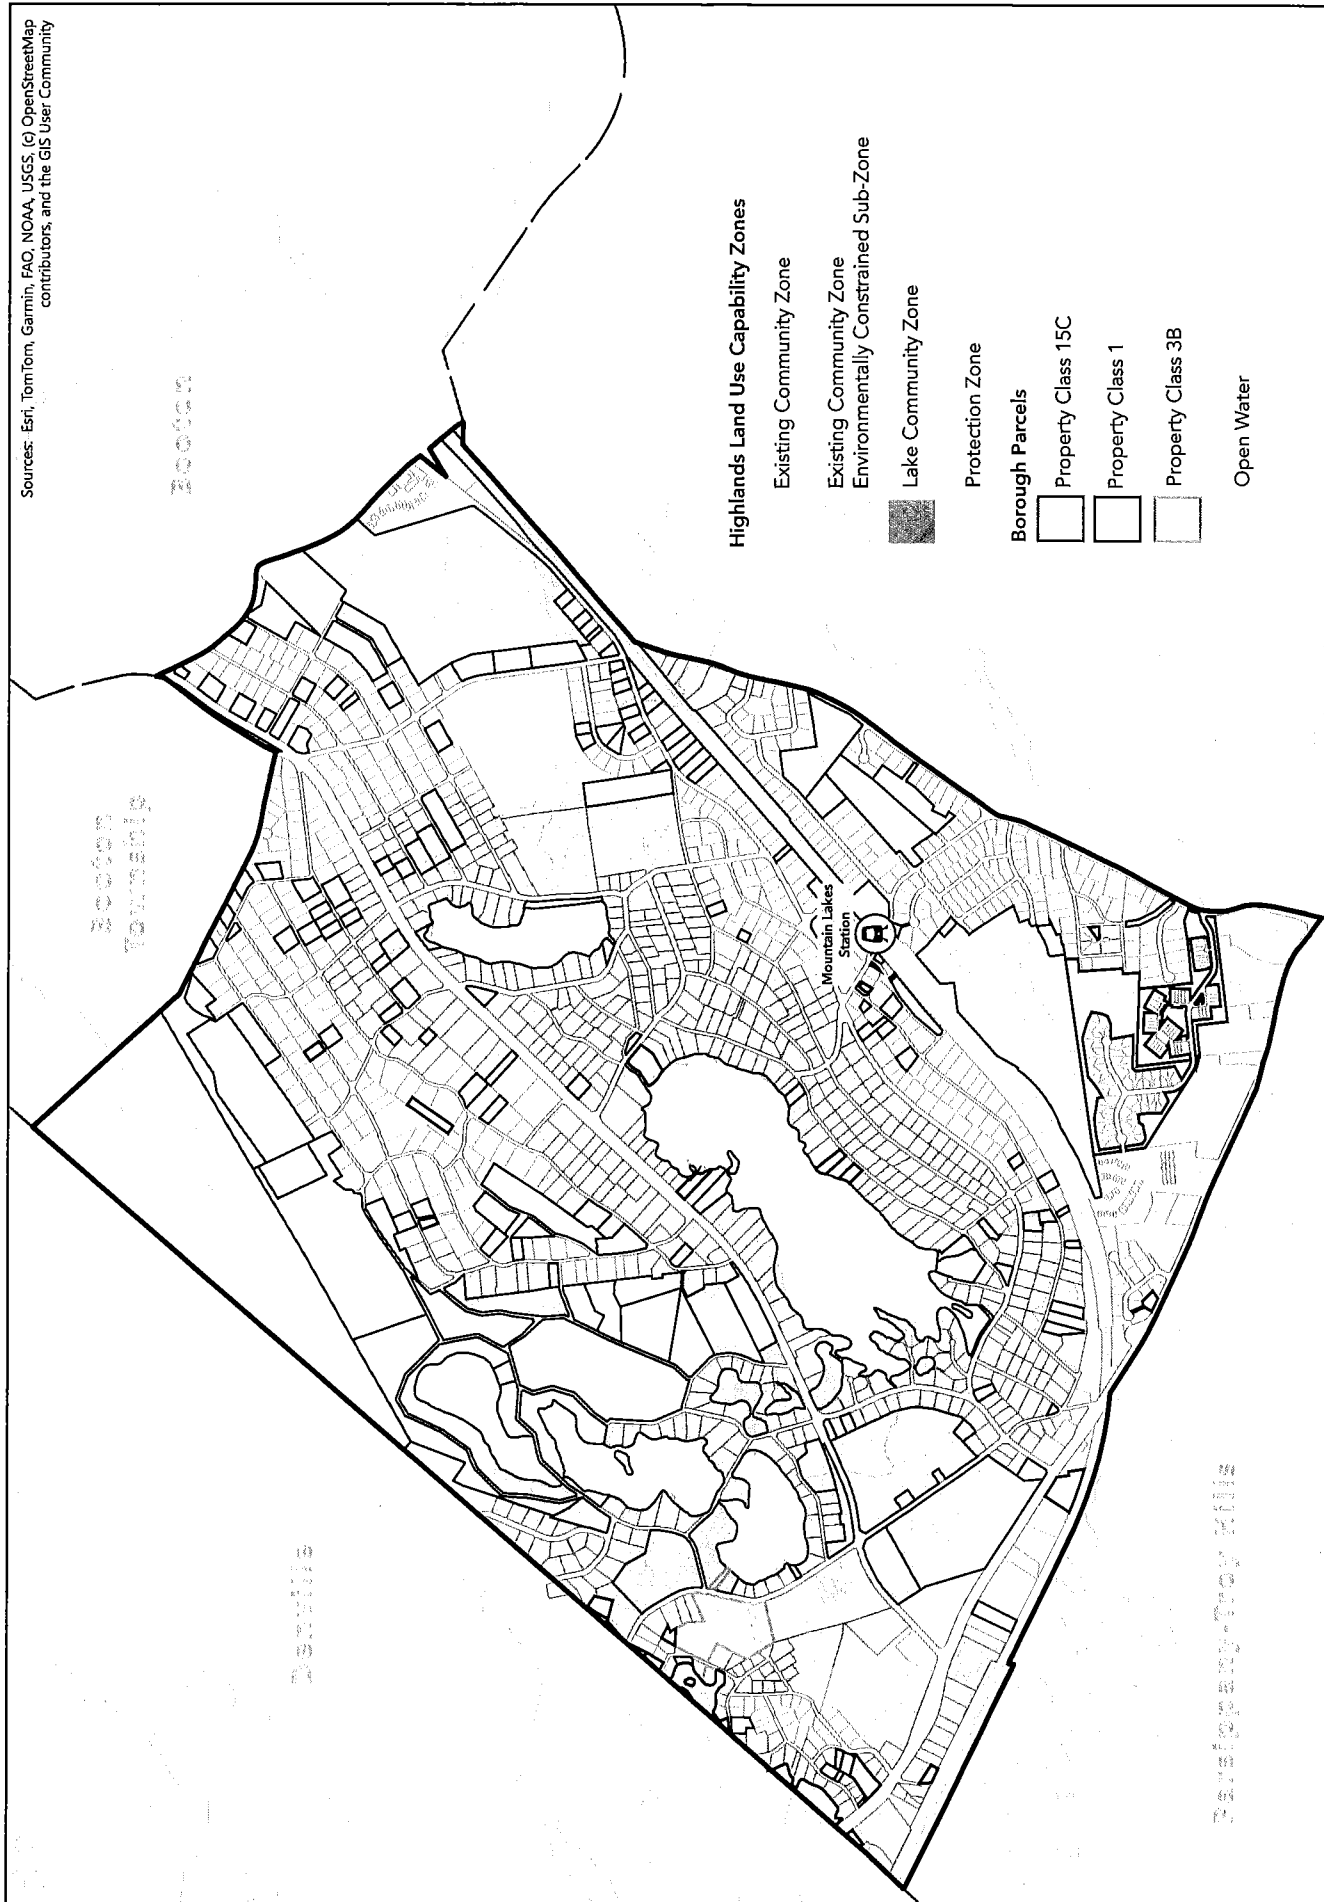 Sources: Esri, TomTom, Garmin, FAO, NOAA, USGS, (c) OpenStreetMap
contributors, and the GIS User Community
Boonton
Boonton
Township
Denville
Parsippany-Troy Hills
Mountain Lakes
Station
Highlands Land Use Capability Zones
Existing Community Zone
Existing Community Zone
Environmentally Constrained Sub-Zone
Lake Community Zone
Protection Zone
Borough Parcels
Property Class 15C
Property Class 1
Property Class 3B
Open Water